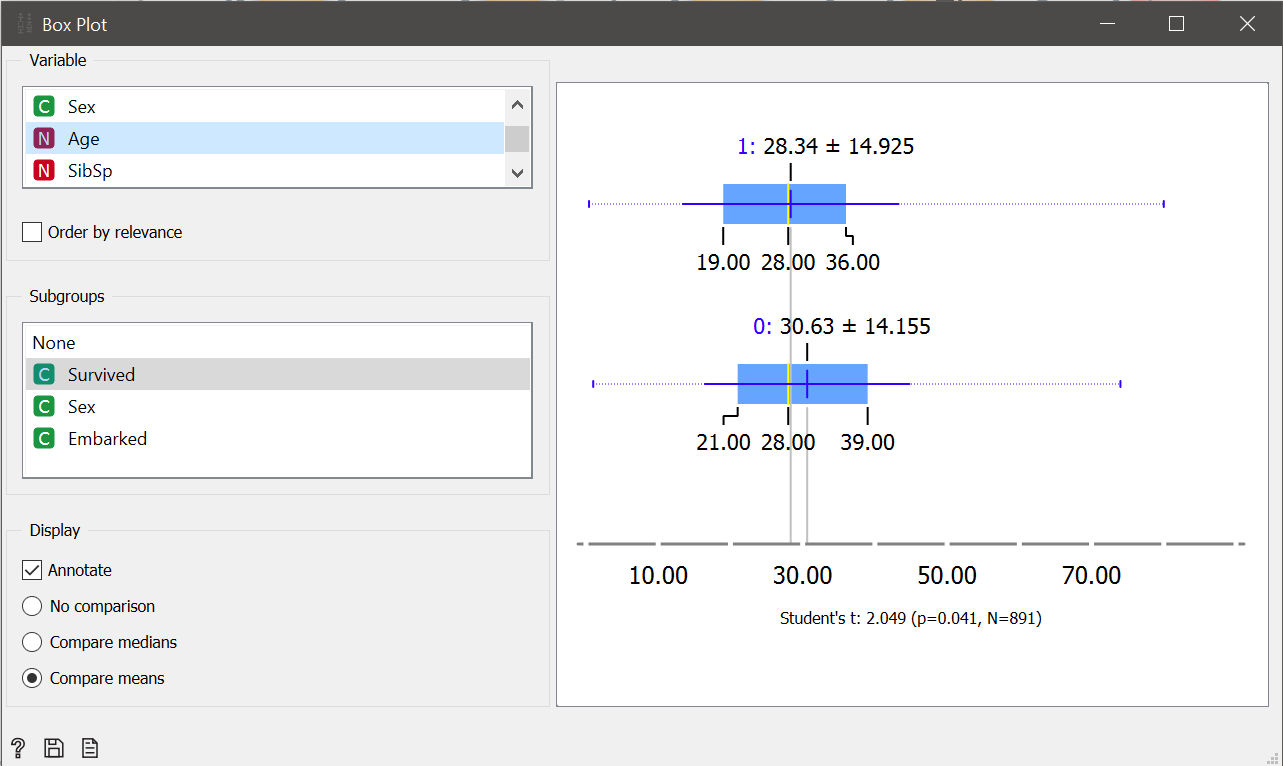 Box Plot
Variable
C Sex
N Age
N SibSp
Order by relevance
Subgroups
None
C Survived
C Sex
C Embarked
Display
Annotate
No comparison
Compare medians
Compare means
?
1: 28.34 ± 14.925
19.00 28.00 36.00
0: 30.63 ± 14.155
21.00 28.00 39.00
10.00 30.00 50.00 70.00
Student's t: 2.049 (p=0.041, N=891)